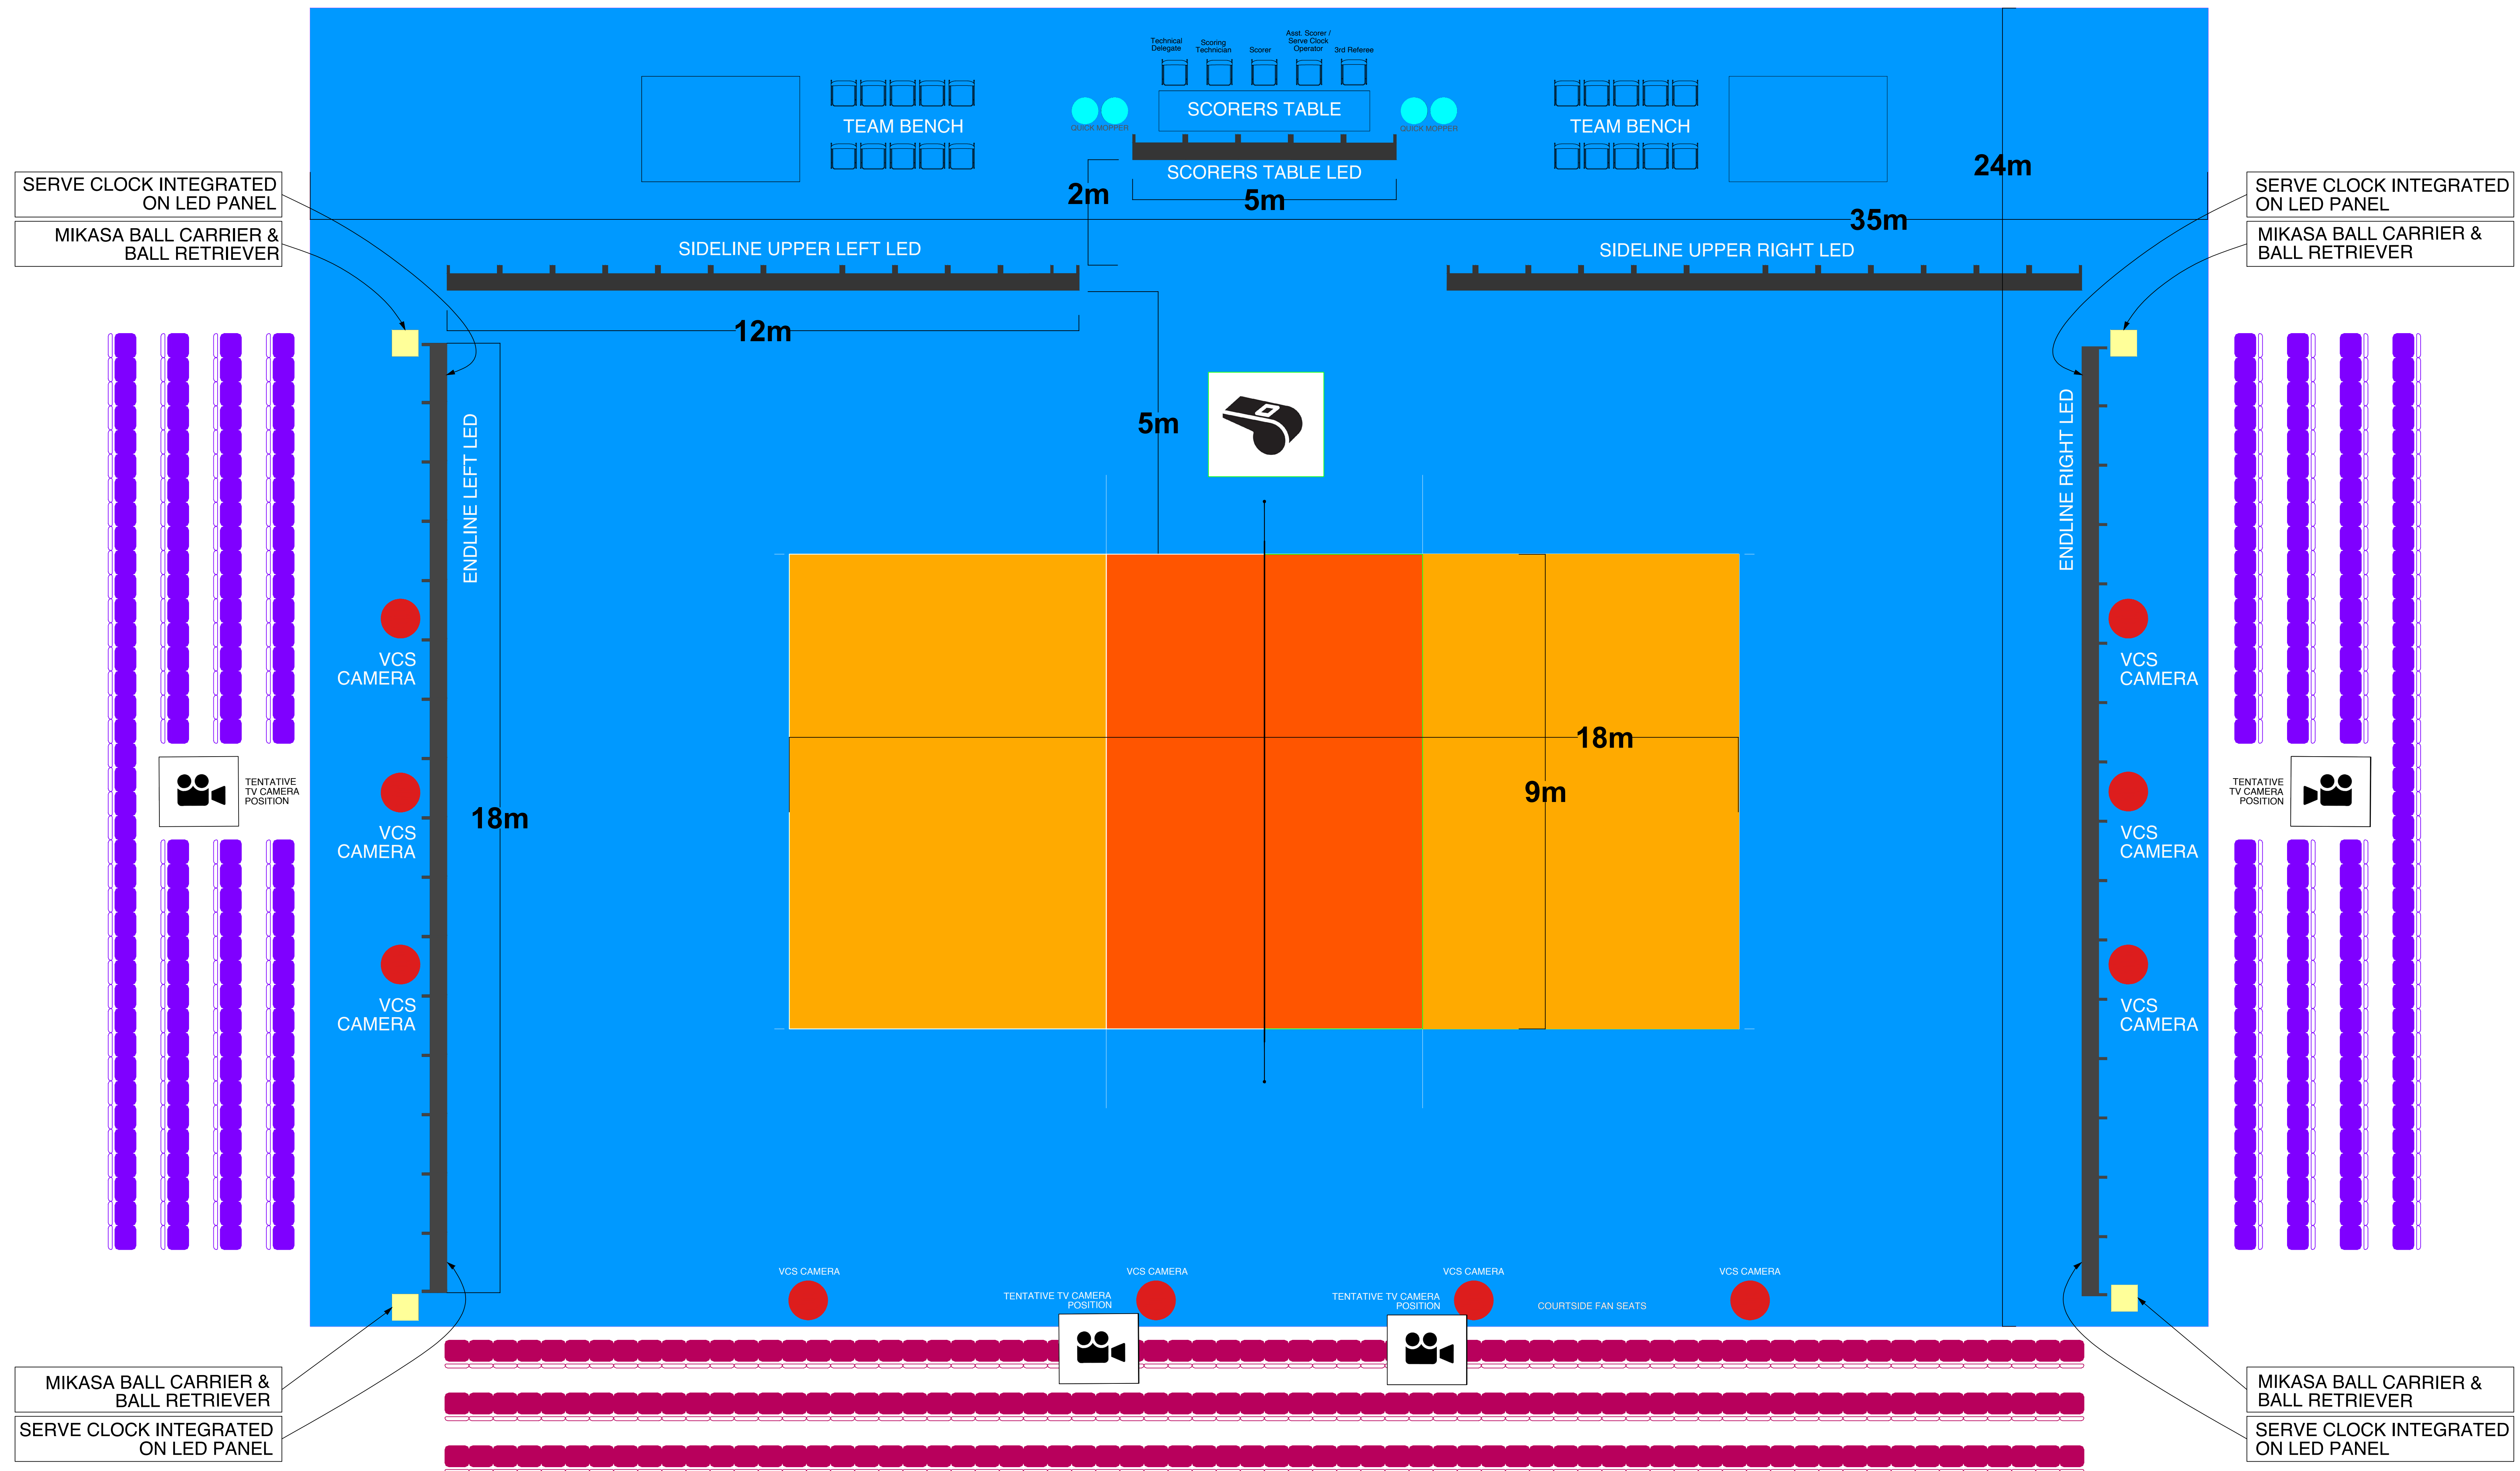 Technical
Delegate
Scoring
Technician
Scorer
Asst. Scorer /
Serve Clock
Operator
3rd Referee
SCORERS TABLE
QUICK MOPPER
QUICK MOPPER
TEAM BENCH
TEAM BENCH
SCORERS TABLE LED
24m
2m
5m
35m
SERVE CLOCK INTEGRATED
ON LED PANEL
MIKASA BALL CARRIER &
BALL RETRIEVER
SERVE CLOCK INTEGRATED
ON LED PANEL
MIKASA BALL CARRIER &
BALL RETRIEVER
SIDELINE UPPER LEFT LED
SIDELINE UPPER RIGHT LED
12m
5m
ENDLINE LEFT LED
ENDLINE RIGHT LED
VCS
CAMERA
VCS
CAMERA
18m
9m
18m
TENTATIVE
TV CAMERA
POSITION
TENTATIVE
TV CAMERA
POSITION
VCS
CAMERA
VCS
CAMERA
VCS
CAMERA
VCS
CAMERA
VCS CAMERA
VCS CAMERA
VCS CAMERA
VCS CAMERA
TENTATIVE TV CAMERA
POSITION
TENTATIVE TV CAMERA
POSITION
COURTSIDE FAN SEATS
MIKASA BALL CARRIER &
BALL RETRIEVER
SERVE CLOCK INTEGRATED
ON LED PANEL
MIKASA BALL CARRIER &
BALL RETRIEVER
SERVE CLOCK INTEGRATED
ON LED PANEL